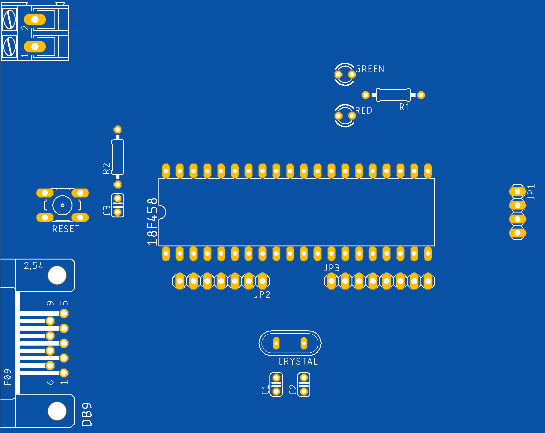 2
1
GREEN
RED
R1
R2
C3
RESET
18F458
JP1
JP3
JP2
2,54
9
5
6
1
F09
DB9
CRYSTAL
C1
C2